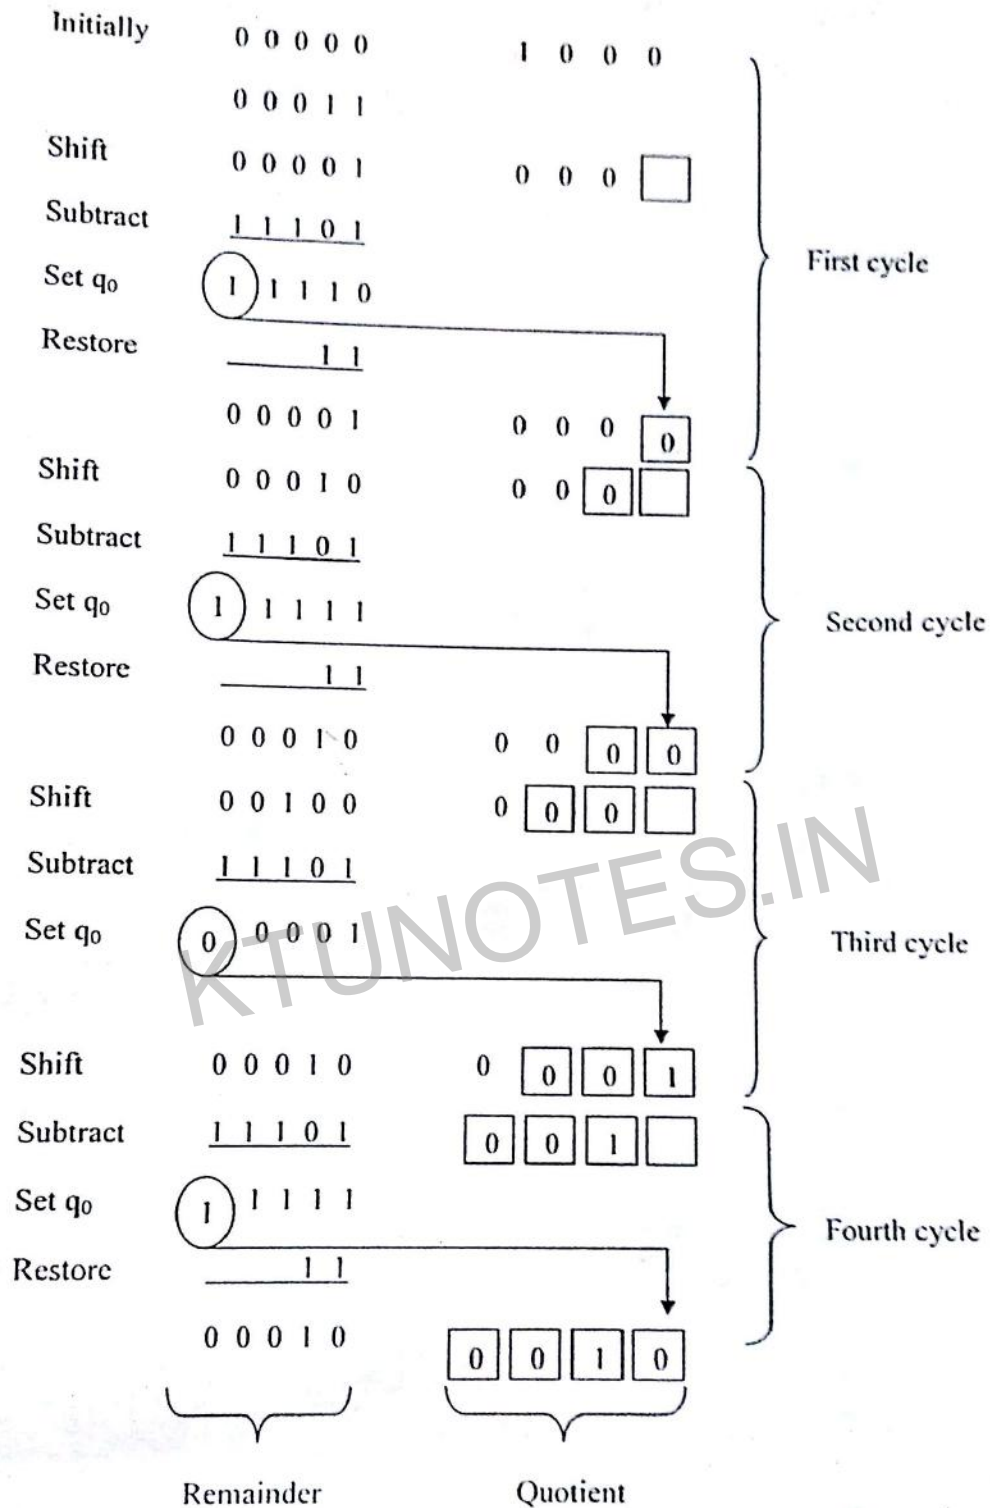 Initially 0 0 0 0 0 1 0 0 0
0 0 0 1 1
Shift 0 0 0 0 1 0 0 0
Subtract 1 1 1 0 1
Set q0 1 1 1 1 0
First cycle
Restore 1 1
0 0 0 0 1 0 0 0 0
Shift 0 0 0 1 0 0 0 0
Subtract 1 1 1 0 1
Set q0 1 1 1 1 1
Second cycle
Restore 1 1
0 0 0 1 0 0 0 0 0
Shift 0 0 1 0 0 0 0 0
Subtract 1 1 1 0 1
Set q0 0 0 0 0 1
Third cycle
KTUNOTES.IN
Shift 0 0 0 1 0 0 0 0 1
Subtract 1 1 1 0 1 0 0 1
Set q0 1 1 1 1 1
Fourth cycle
Restore 1 1
0 0 0 1 0 0 0 1 0
Remainder Quotient